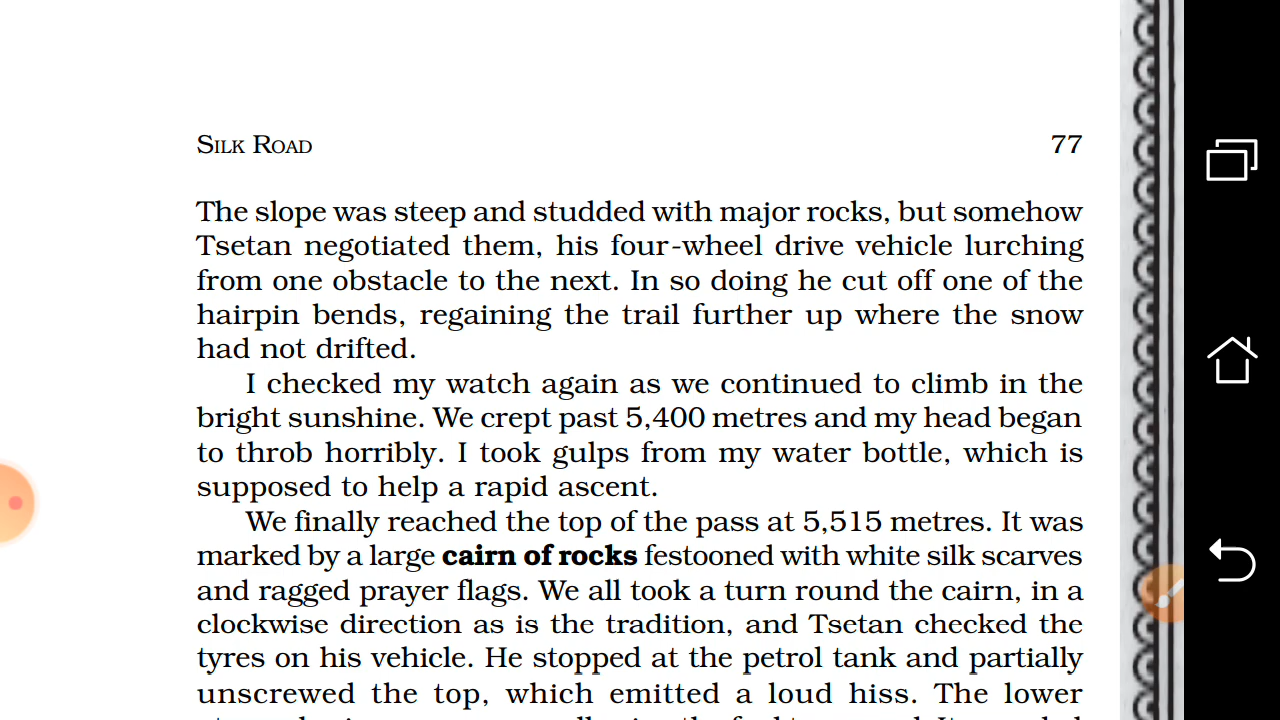 SILK ROAD 77
The slope was steep and studded with major rocks, but somehow
Tsetan negotiated them, his four-wheel drive vehicle lurching
from one obstacle to the next. In so doing he cut off one of the
hairpin bends, regaining the trail further up where the snow
had not drifted.
I checked my watch again as we continued to climb in the
bright sunshine. We crept past 5,400 metres and my head began
to throb horribly. I took gulps from my water bottle, which is
supposed to help a rapid ascent.
We finally reached the top of the pass at 5,515 metres. It was
marked by a large cairn of rocks festooned with white silk scarves
and ragged prayer flags. We all took a turn round the cairn, in a
clockwise direction as is the tradition, and Tsetan checked the
tyres on his vehicle. He stopped at the petrol tank and partially
unscrewed the top, which emitted a loud hiss. The lower